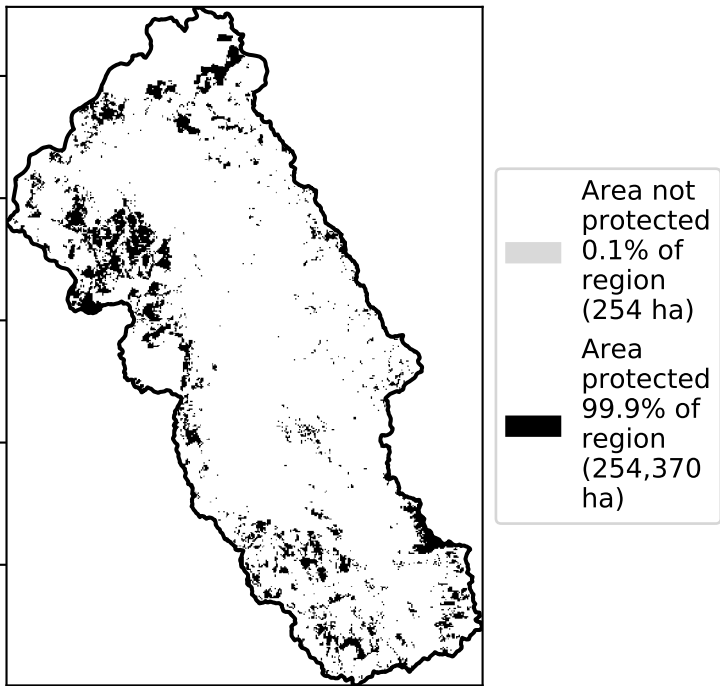 Area not
protected
0.1% of
region
(254 ha)
Area
protected
99.9% of
region
(254,370
ha)